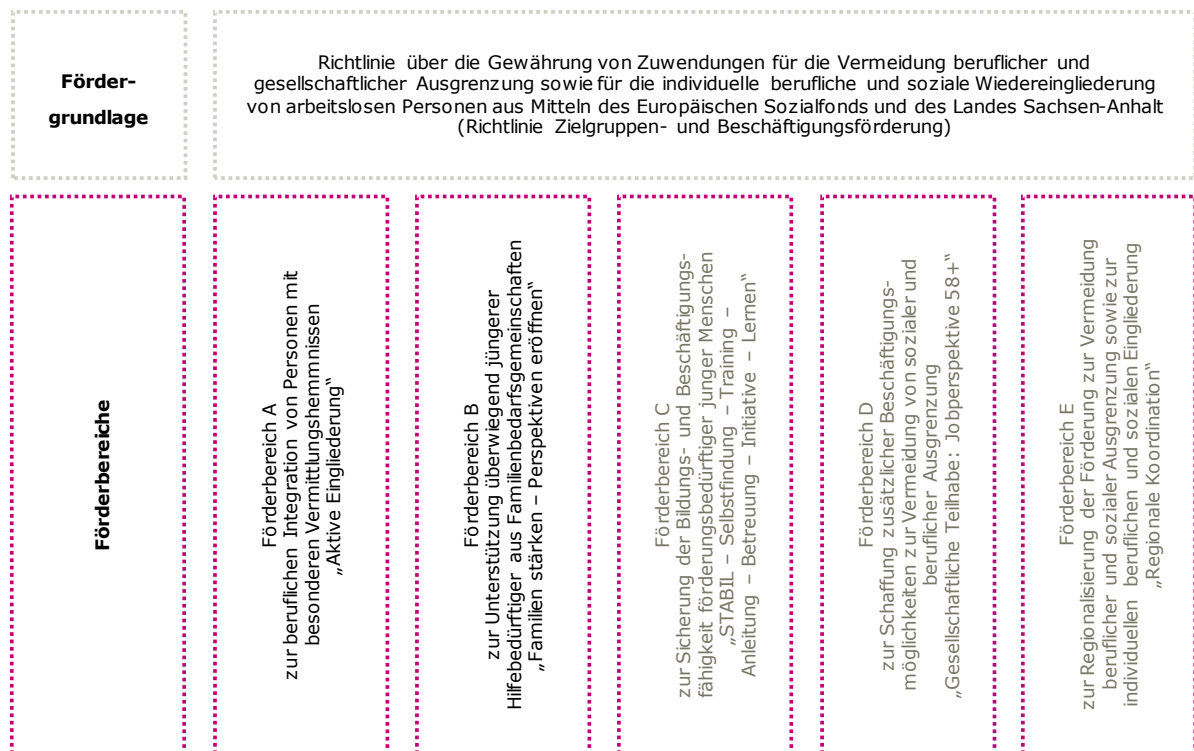 Förder-
grundlage
Richtlinie über die Gewährung von Zuwendungen für die Vermeidung beruflicher und
gesellschaftlicher Ausgrenzung sowie für die individuelle berufliche und soziale Wiedereingliederung
von arbeitslosen Personen aus Mitteln des Europäischen Sozialfonds und des Landes Sachsen-Anhalt
(Richtlinie Zielgruppen- und Beschäftigungsförderung)
Förderbereiche
Förderbereich A
zur beruflichen Integration von Personen mit
besonderen Vermittlungshemmnissen
„Aktive Eingliederung“
Förderbereich B
zur Unterstützung überwiegend jüngerer
Hilfebedürftiger aus Familienbedarfsgemeinschaften
„Familien stärken – Perspektiven eröffnen“
Förderbereich C
zur Sicherung der Bildungs- und Beschäftigungs-
fähigkeit förderungsbedürftiger junger Menschen
„STABIL – Selbstfindung – Training –
Anleitung – Betreuung – Initiative – Lernen“
Förderbereich D
zur Schaffung zusätzlicher Beschäftigungs-
möglichkeiten zur Vermeidung von sozialer und
beruflicher Ausgrenzung
„Gesellschaftliche Teilhabe: Jobperspektive 58+“
Förderbereich E
zur Regionalisierung der Förderung zur Vermeidung
beruflicher und sozialer Ausgrenzung sowie zur
individuellen beruflichen und sozialen Eingliederung
„Regionale Koordination“